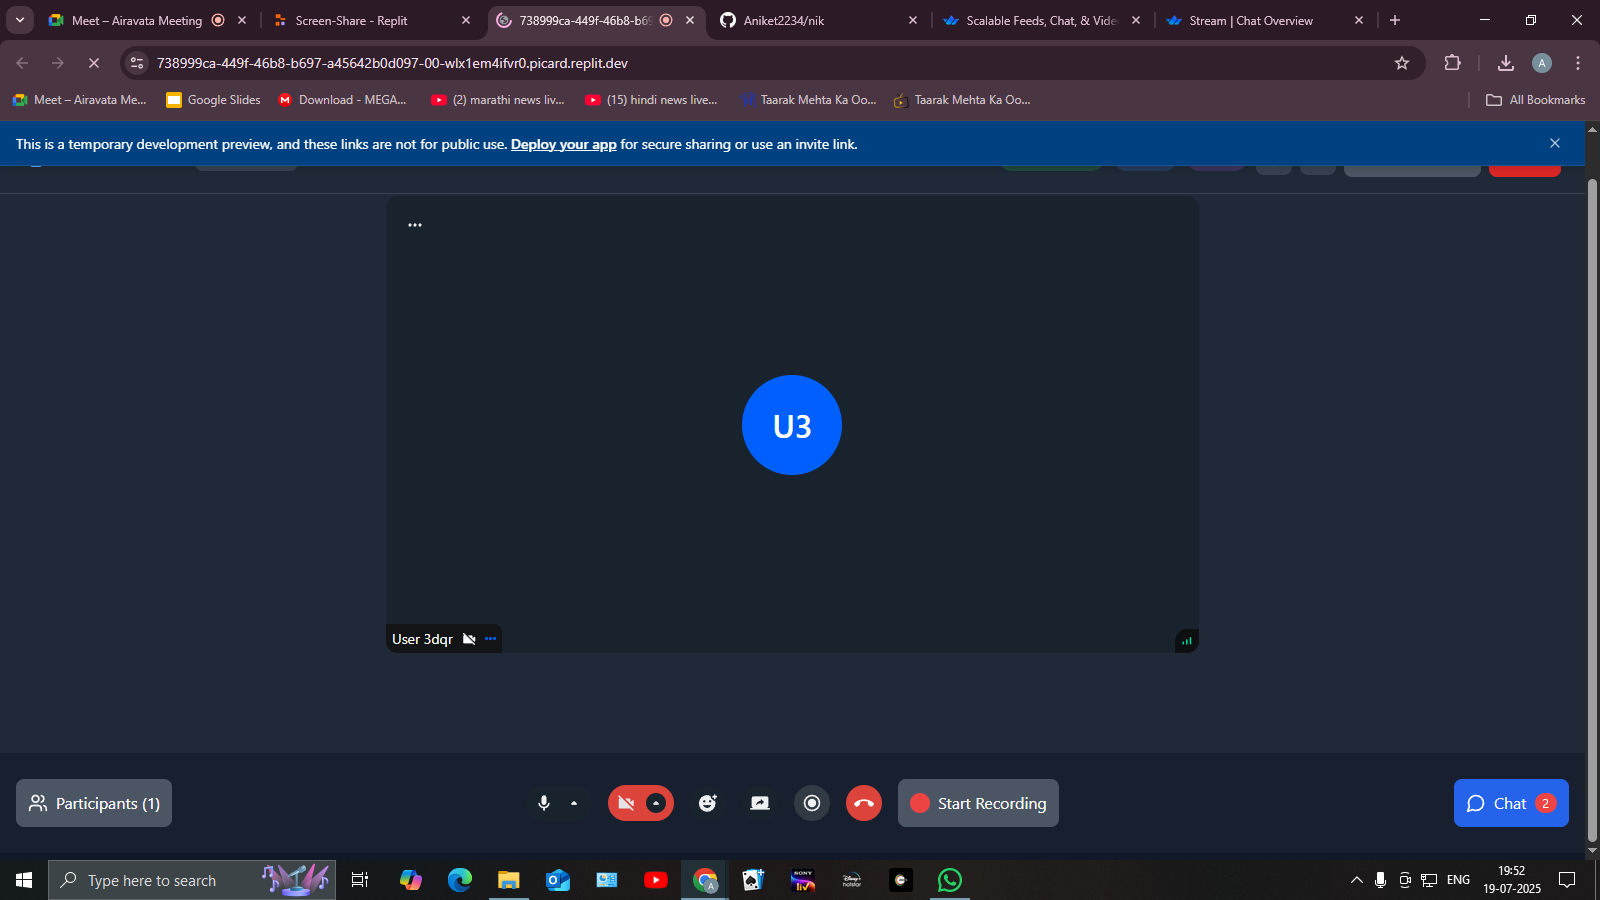 Meet – Airavata Meeting
Screen-Share - Replit
738999ca-449f-46b8-b69
Aniket2234/nik
Scalable Feeds, Chat, & Vide
Stream | Chat Overview
738999ca-449f-46b8-b697-a45642b0d097-00-wlx1em4ifvr0.picard.replit.dev
A
Meet – Airavata Me...
Google Slides
Download - MEGA...
(2) marathi news liv...
(15) hindi news live...
Taarak Mehta Ka Oo...
Taarak Mehta Ka Oo...
All Bookmarks
This is a temporary development preview, and these links are not for public use. Deploy your app for secure sharing or use an invite link.
U3
User 3dqr
Participants (1)
Start Recording
Chat 2
Type here to search
SONY
liv
hotstar
ENG
19:52
19-07-2025